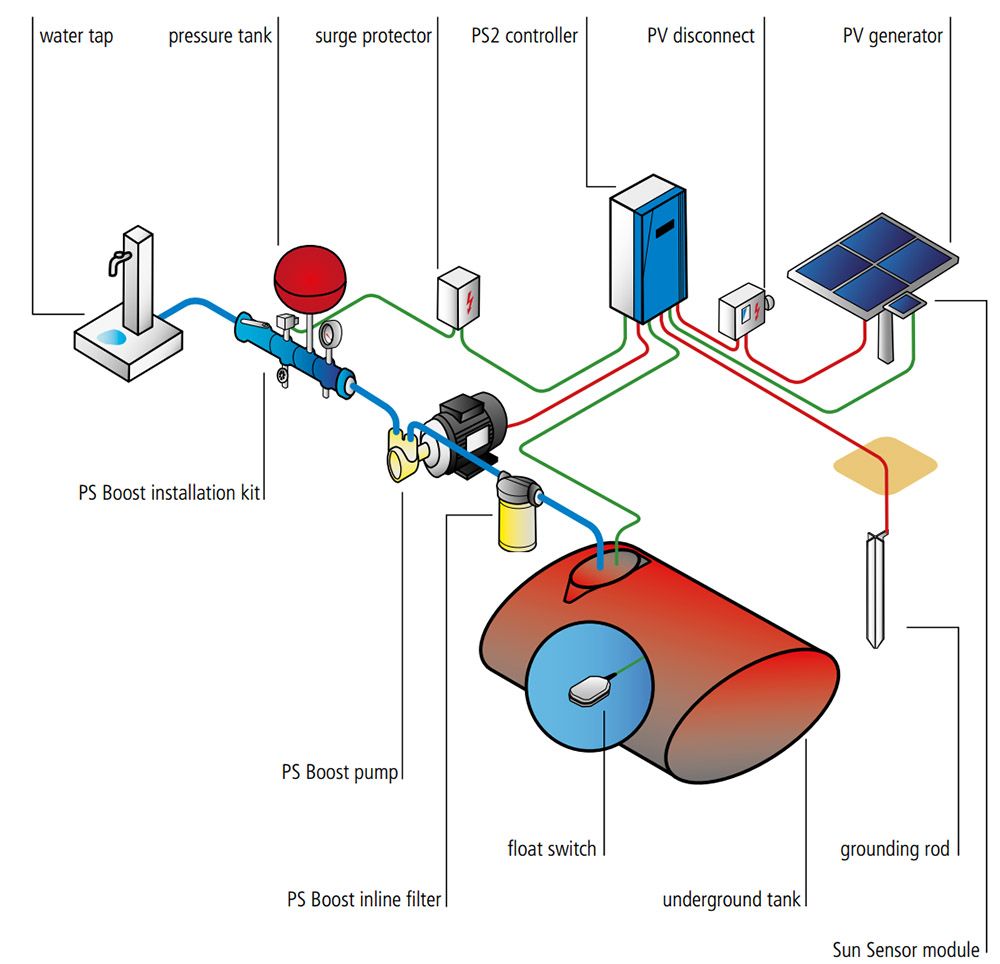 water tap
pressure tank
surge protector
PS2 controller
PV disconnect
PV generator
PS Boost installation kit
PS Boost pump
float switch
grounding rod
PS Boost inline filter
underground tank
Sun Sensor module